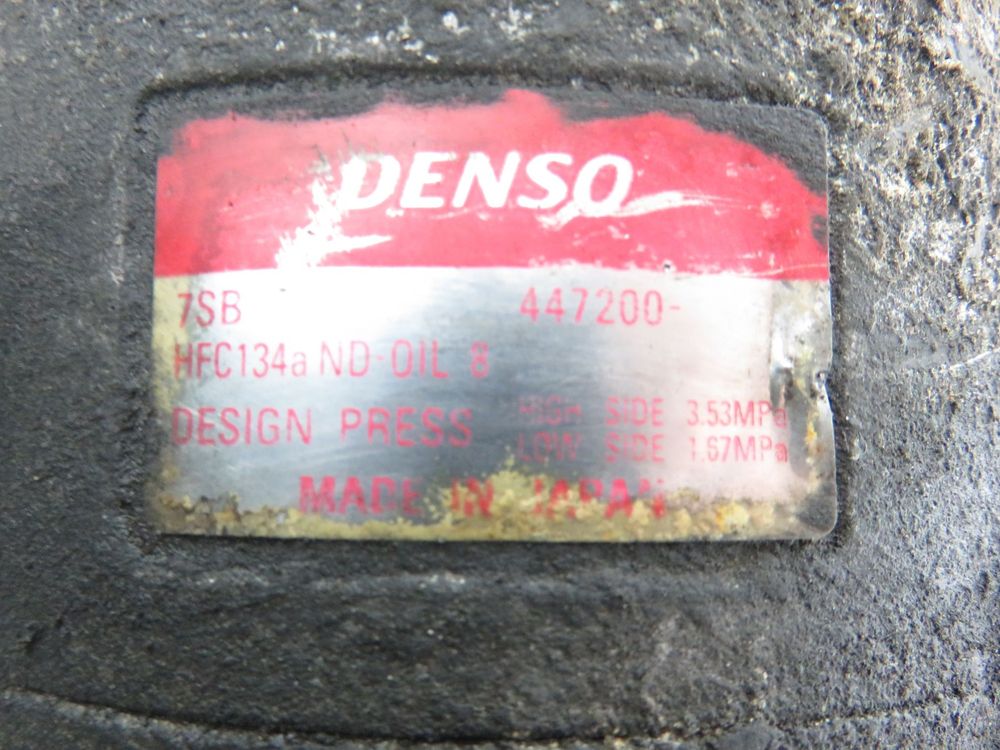 DENSO
7SB 447200-
HFC134a ND-OIL 8
DESIGN PRESS HIGH SIDE 3.53MPa
LOW SIDE 1.67MPa
MADE IN JAPAN